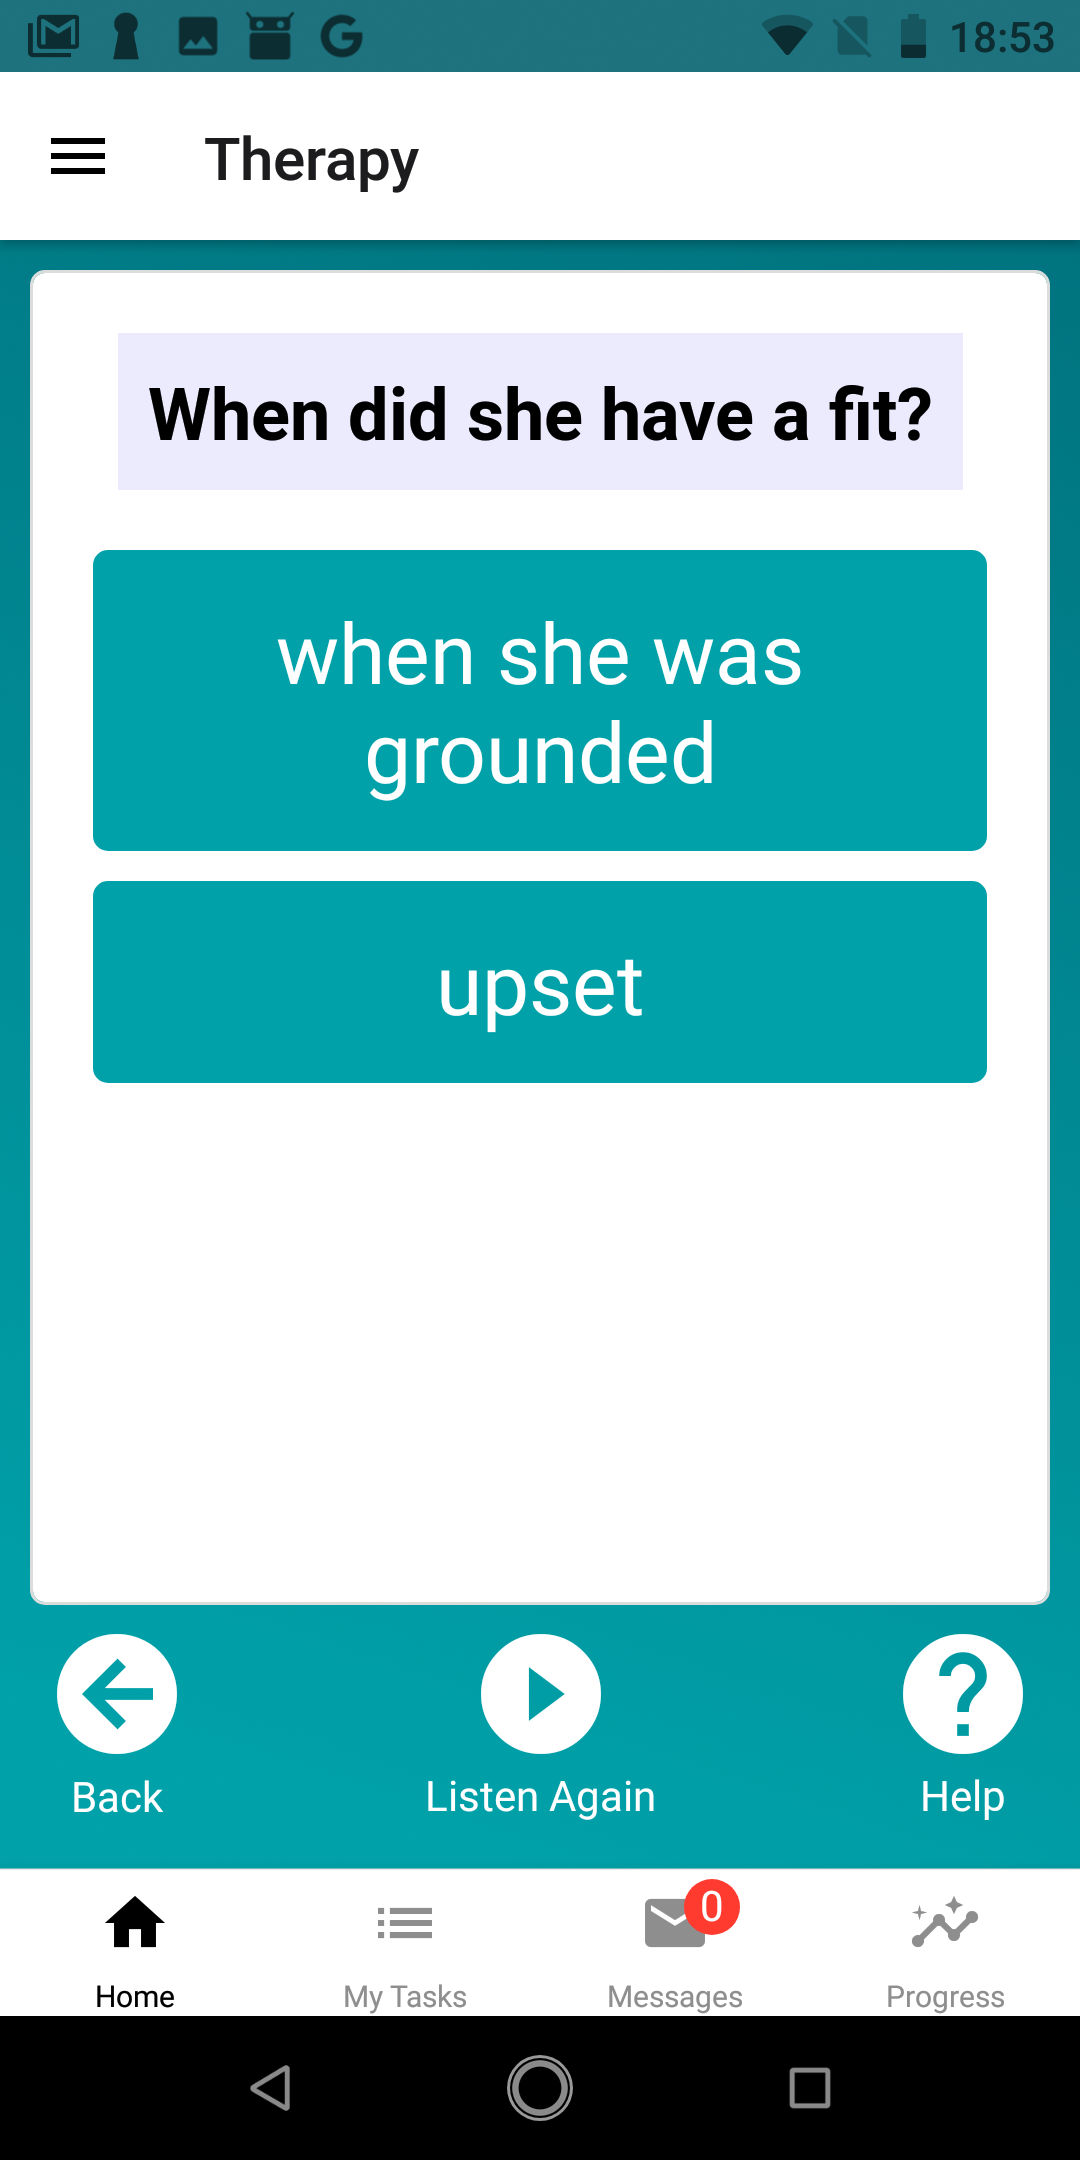 18:53
Therapy
When did she have a fit?
when she was
grounded
upset
Back
Listen Again
Help
0
Home
My Tasks
Messages
Progress